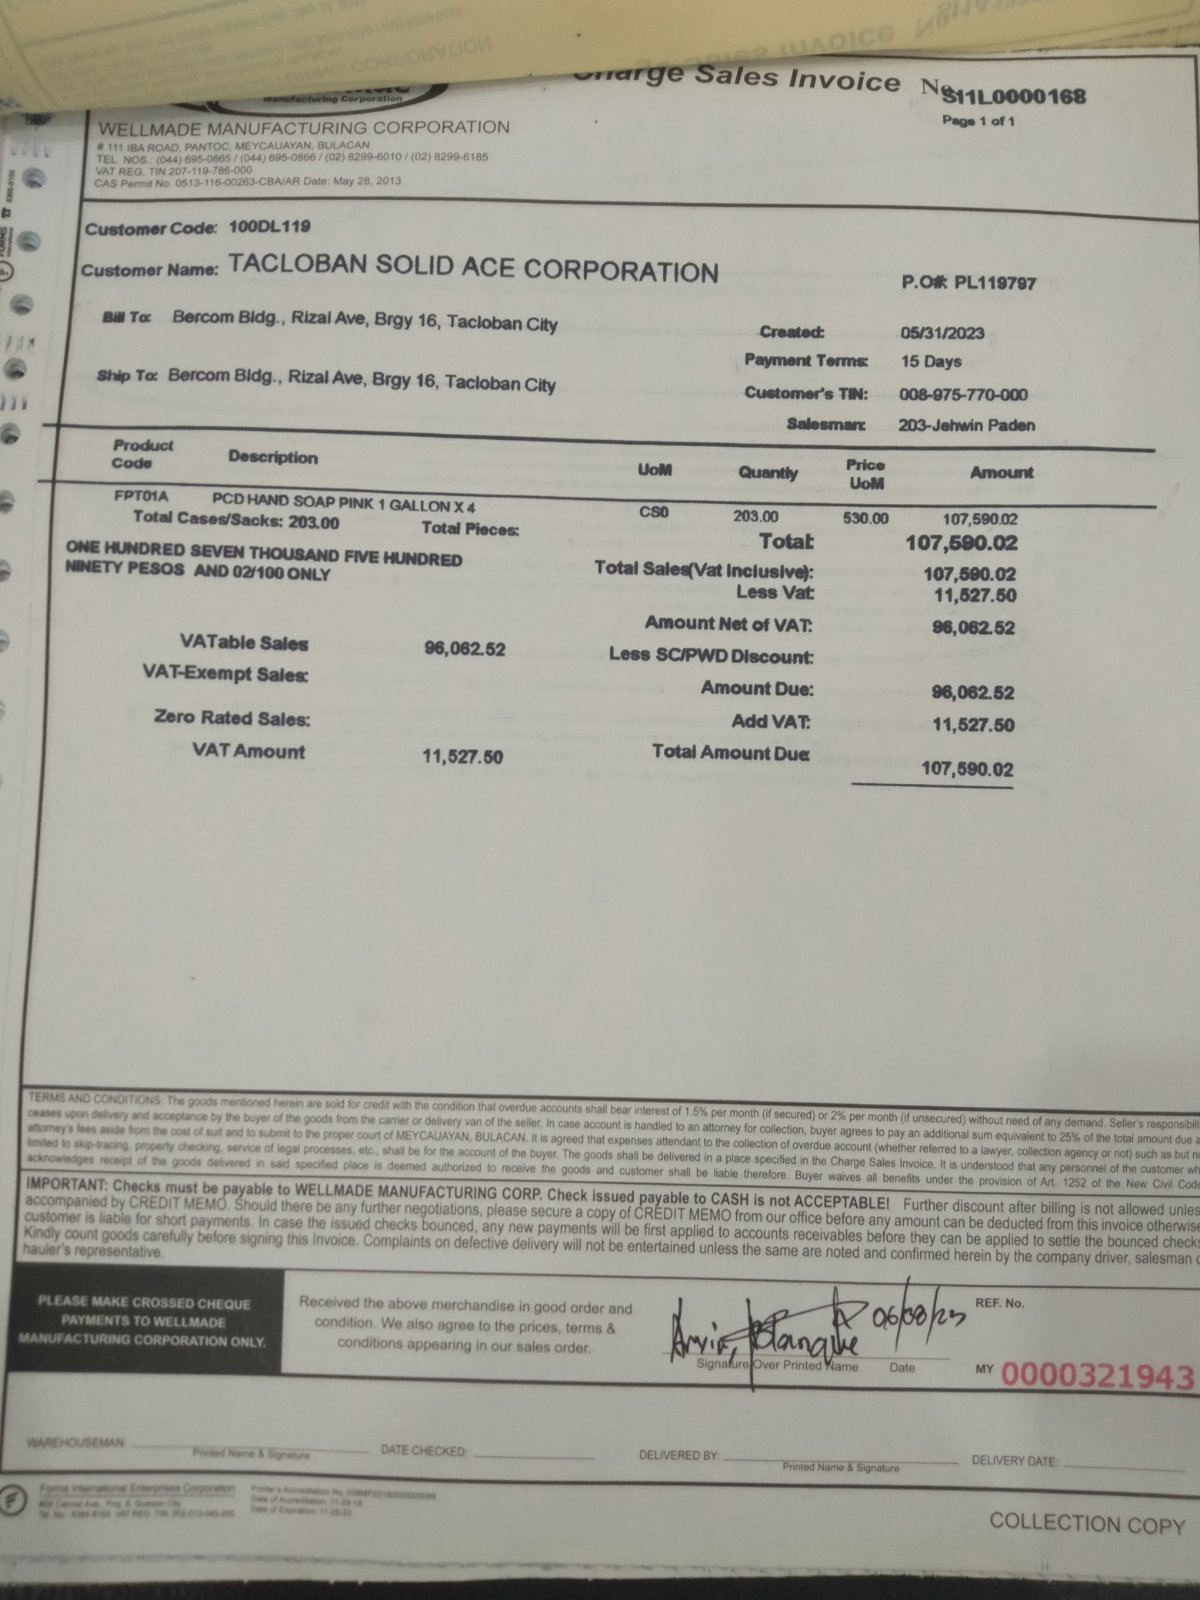 Charge Sales Invoice No. SI1L0000168
Page 1 of 1
Manufacturing Corporation
WELLMADE MANUFACTURING CORPORATION
# 111 IBA ROAD, PANTOC, MEYCAUAYAN, BULACAN
TEL. NOS.: (044) 695-0865 / (044) 695-0866 / (02) 8299-6010 / (02) 8299-6185
VAT REG. TIN 207-119-786-000
CAS Permit No. 0513-116-00263-CBA/AR Date: May 28, 2013
Customer Code: 100DL119
Customer Name: TACLOBAN SOLID ACE CORPORATION
P.O#: PL119797
Bill To: Bercom Bldg., Rizal Ave, Brgy 16, Tacloban City
Created: 05/31/2023
Payment Terms: 15 Days
Ship To: Bercom Bldg., Rizal Ave, Brgy 16, Tacloban City
Customer's TIN: 008-975-770-000
Salesman: 203-Jehwin Paden
Product Code Description UoM Quantity Price UoM Amount
FPT01A PCD HAND SOAP PINK 1 GALLON X 4 CS0 203.00 530.00 107,590.02
Total Cases/Sacks: 203.00 Total Pieces:
Total: 107,590.02
ONE HUNDRED SEVEN THOUSAND FIVE HUNDRED
NINETY PESOS AND 02/100 ONLY
Total Sales(Vat Inclusive): 107,590.02
Less Vat: 11,527.50
Amount Net of VAT: 96,062.52
VATable Sales 96,062.52
Less SC/PWD Discount:
VAT-Exempt Sales:
Amount Due: 96,062.52
Zero Rated Sales:
Add VAT: 11,527.50
VAT Amount 11,527.50
Total Amount Due: 107,590.02
TERMS AND CONDITIONS: The goods mentioned herein are sold for credit with the condition that overdue accounts shall bear interest of 1.5% per month (if secured) or 2% per month (if unsecured) without need of any demand. Seller's responsibili
ceases upon delivery and acceptance by the buyer of the goods from the carrier or delivery van of the seller. In case account is handled to an attorney for collection, buyer agrees to pay an additional sum equivalent to 25% of the total amount due a
attorney's fees aside from the cost of suit and to submit to the proper court of MEYCAUAYAN, BULACAN. It is agreed that expenses attendant to the collection of overdue account (whether referred to a lawyer, collection agency or not) such as but no
limited to skip-tracing, property checking, service of legal processes, etc., shall be for the account of the buyer. The goods shall be delivered in a place specified in the Charge Sales Invoice. It is understood that any personnel of the customer wh
acknowledges receipt of the goods delivered in said specified place is deemed authorized to receive the goods and customer shall be liable therefore. Buyer waives all benefits under the provision of Art. 1252 of the New Civil Code
IMPORTANT: Checks must be payable to WELLMADE MANUFACTURING CORP. Check issued payable to CASH is not ACCEPTABLE! Further discount after billing is not allowed unles
accompanied by CREDIT MEMO. Should there be any further negotiations, please secure a copy of CREDIT MEMO from our office before any amount can be deducted from this invoice otherwise
customer is liable for short payments. In case the issued checks bounced, any new payments will be first applied to accounts receivables before they can be applied to settle the bounced check
Kindly count goods carefully before signing this Invoice. Complaints on defective delivery will not be entertained unless the same are noted and confirmed herein by the company driver, salesman o
hauler's representative.
PLEASE MAKE CROSSED CHEQUE
PAYMENTS TO WELLMADE
MANUFACTURING CORPORATION ONLY.
Received the above merchandise in good order and
condition. We also agree to the prices, terms &
conditions appearing in our sales order.
06/08/23
Signature Over Printed Name Date
REF. No.
MY 0000321943
WAREHOUSEMAN: Printed Name & Signature
DATE CHECKED:
DELIVERED BY: Printed Name & Signature
DELIVERY DATE:
Forms International Enterprises Corporation
Date of Accreditation: 11-29-18
Date of Expiration: 11-28-23
COLLECTION COPY